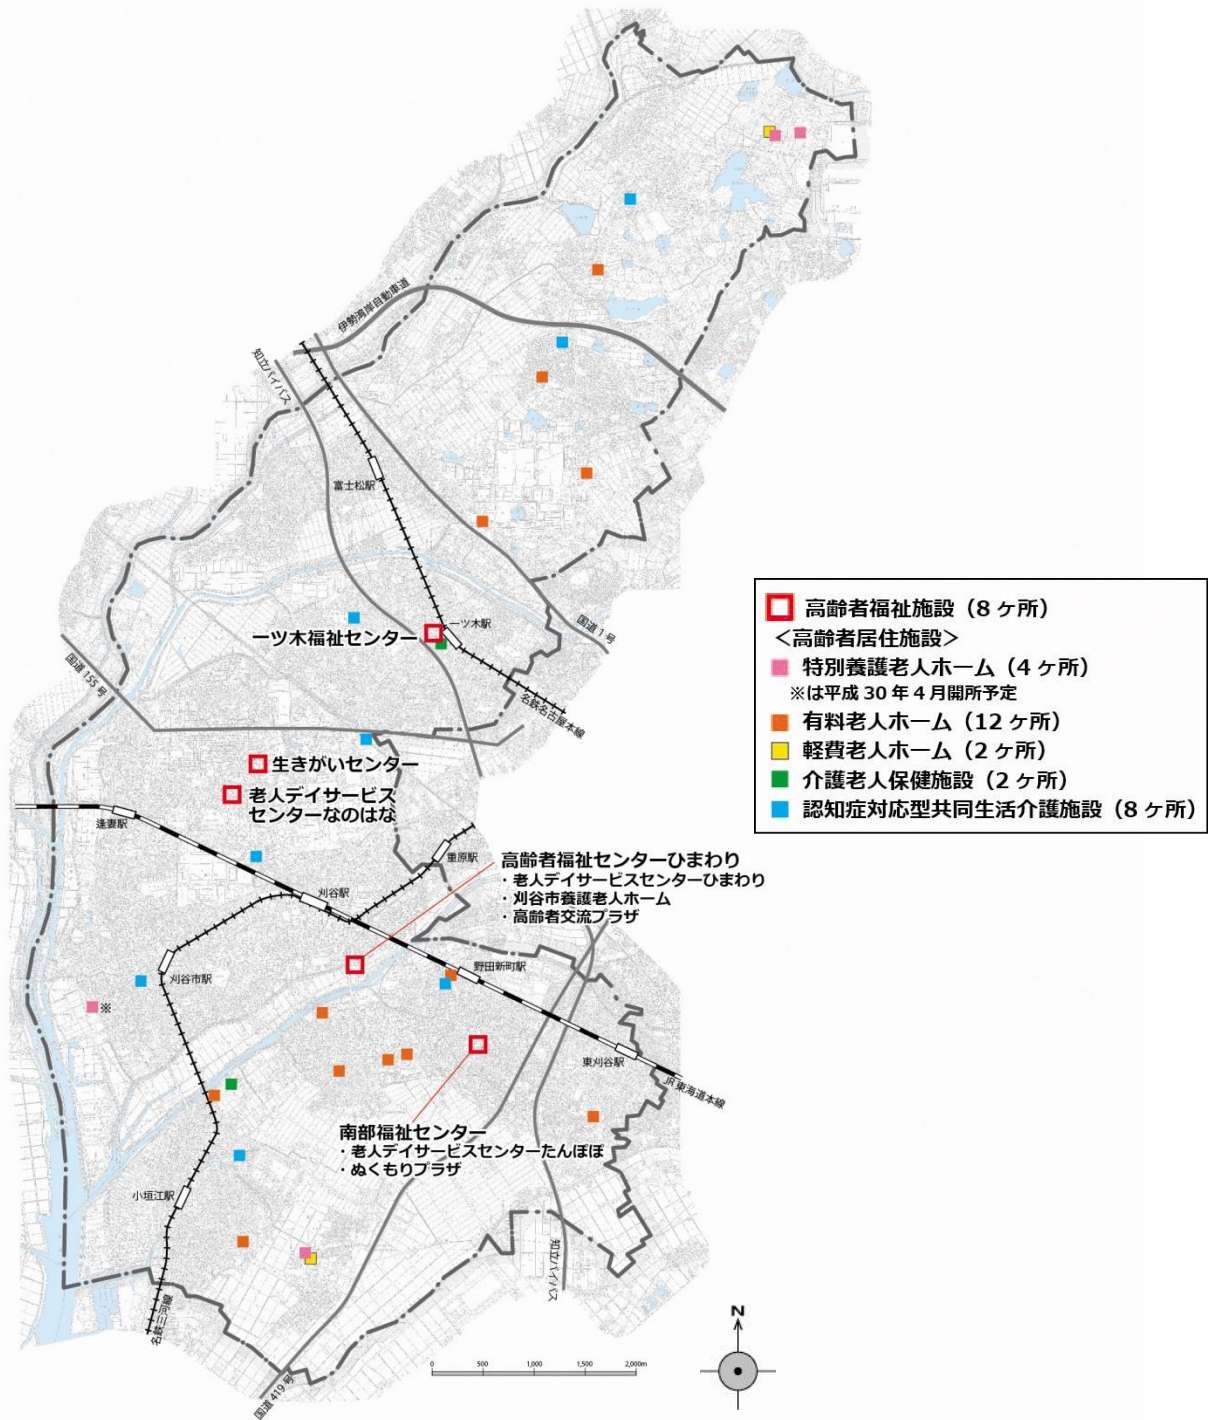 伊勢湾岸自動車道
知立バイパス
富士松駅
一ツ木駅
国道1号
一ツ木福祉センター
国道155号
名鉄名古屋本線
高齢者福祉施設（8ヶ所）
＜高齢者居住施設＞
特別養護老人ホーム（4ヶ所）
※は平成30年4月開所予定
有料老人ホーム（12ヶ所）
軽費老人ホーム（2ヶ所）
介護老人保健施設（2ヶ所）
認知症対応型共同生活介護施設（8ヶ所）
生きがいセンター
老人デイサービス
センターなのはな
逢妻駅
重原駅
刈谷駅
高齢者福祉センターひまわり
・老人デイサービスセンターひまわり
・刈谷市養護老人ホーム
・高齢者交流プラザ
野田新町駅
刈谷市駅
※
東刈谷駅
JR東海道本線
南部福祉センター
・老人デイサービスセンターたんぽぽ
・ぬくもりプラザ
小垣江駅
知立バイパス
名鉄三河線
国道419号
0 500 1,000 1,500 2,000m
N